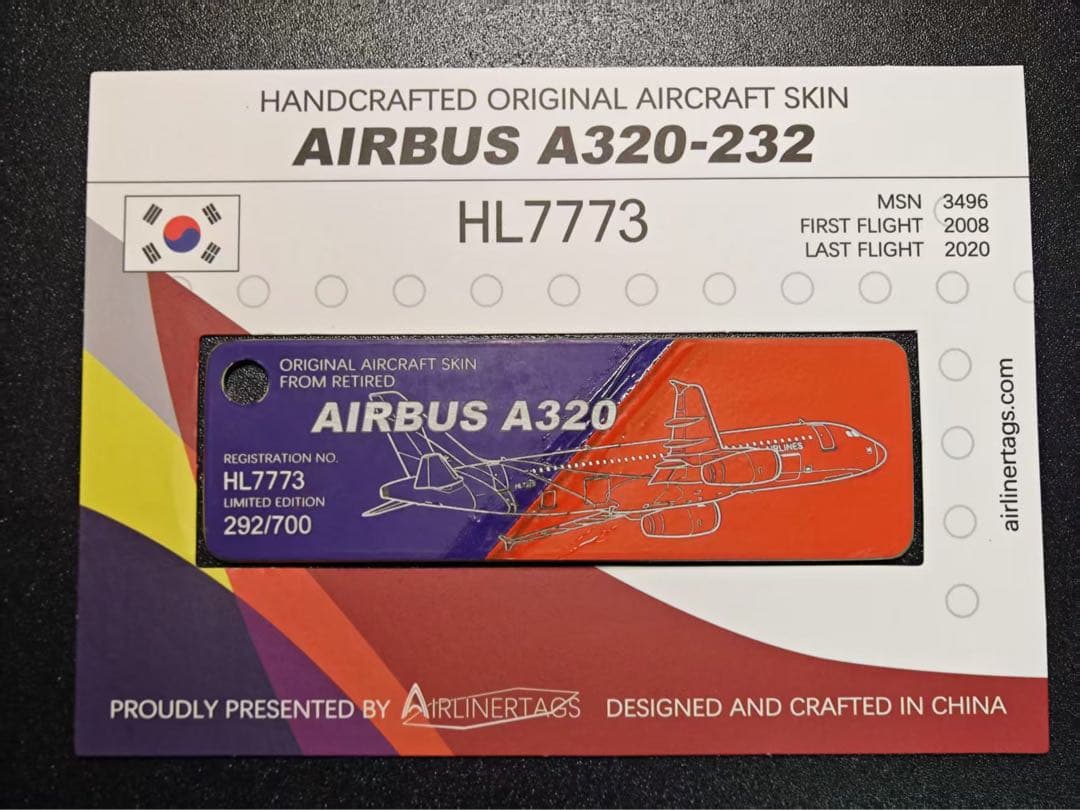 HANDCRAFTED ORIGINAL AIRCRAFT SKIN
AIRBUS A320-232
HL7773
MSN 3496
FIRST FLIGHT 2008
LAST FLIGHT 2020
ORIGINAL AIRCRAFT SKIN
FROM RETIRED
AIRBUS A320
REGISTRATION NO.
HL7773
LIMITED EDITION
292/700
airlinertags.com
PROUDLY PRESENTED BY AIRLINERTAGS DESIGNED AND CRAFTED IN CHINA